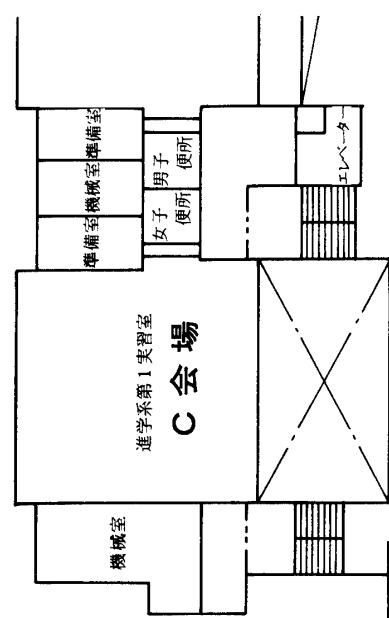 準備室
機械室
準備室
男子
便所
女子
便所
エレベーター
進学系第1実習室
C会場
機械室